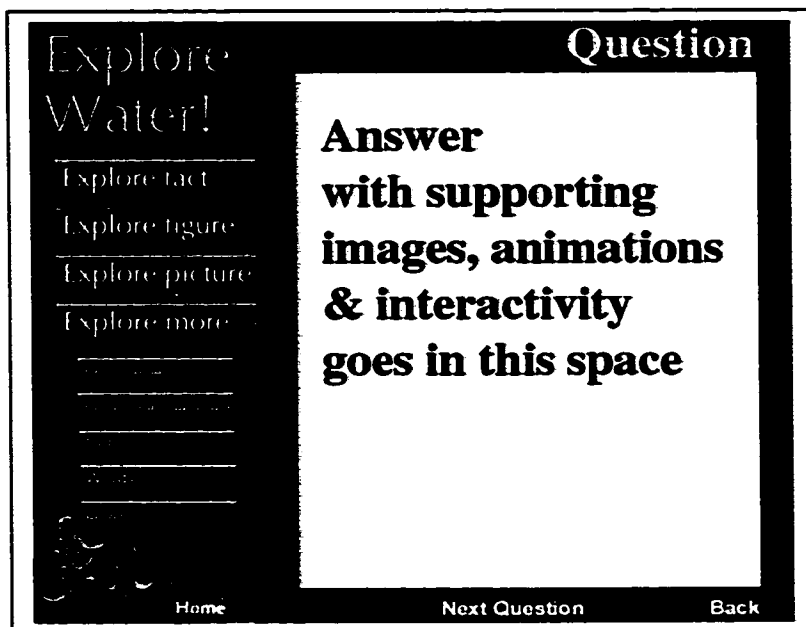 Explore
Water!
Question
Explore fact
Explore figure
Explore picture
Explore more
Answer
with supporting
images, animations
& interactivity
goes in this space
Home
Next Question
Back